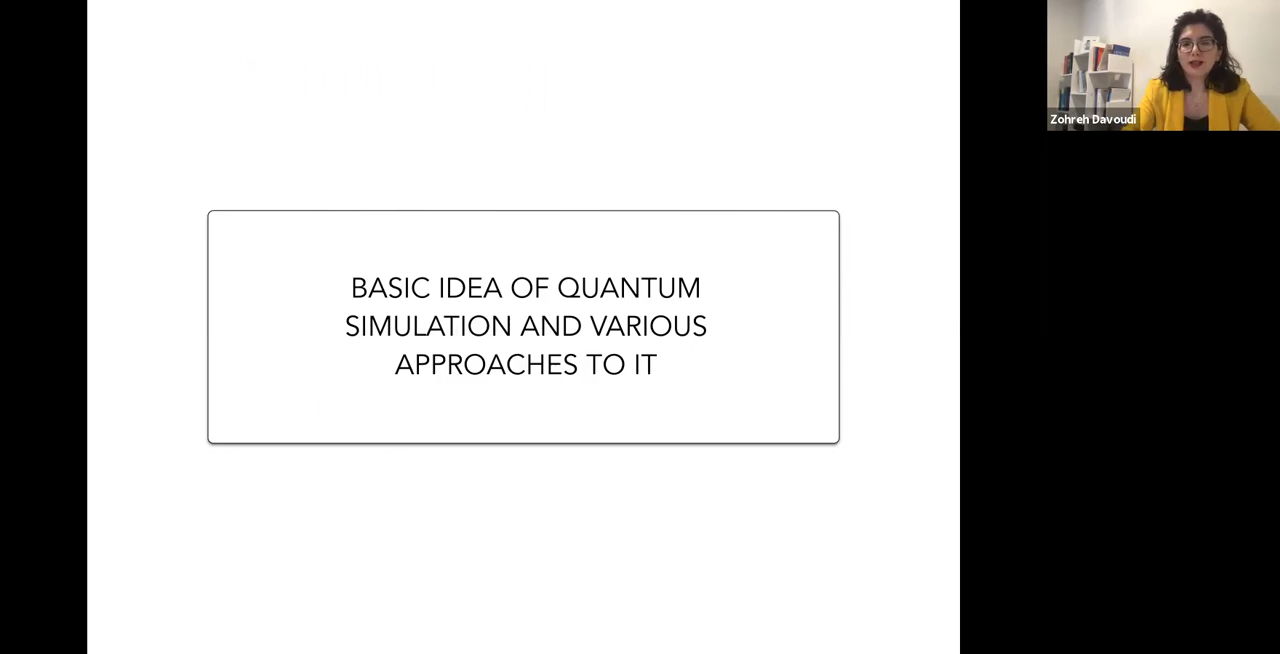 BASIC IDEA OF QUANTUM
SIMULATION AND VARIOUS
APPROACHES TO IT
Zohreh Davoudi